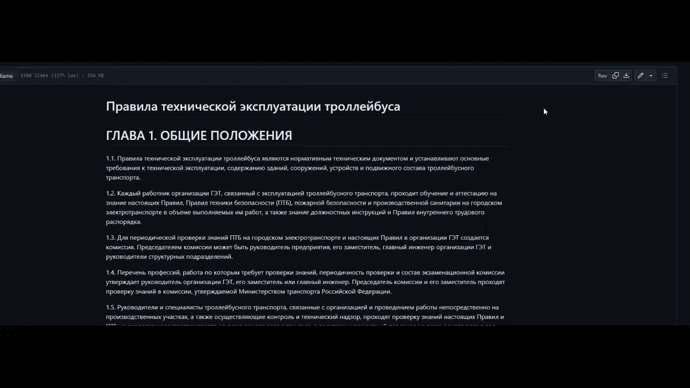 Raw
Правила технической эксплуатации троллейбуса
ГЛАВА 1. ОБЩИЕ ПОЛОЖЕНИЯ
1.1. Правила технической эксплуатации троллейбуса являются нормативным техническим документом и устанавливают основные
требования к технической эксплуатации, содержанию зданий, сооружений, устройств и подвижного состава троллейбусного
транспорта.
1.2. Каждый работник организации ГЭТ, связанный с эксплуатацией троллейбусного транспорта, проходит обучение и аттестацию на
знание настоящих Правил, Правил техники безопасности (ПТБ), пожарной безопасности и производственной санитарии на городском
электротранспорте в объеме выполняемых им работ, а также знание должностных инструкций и Правил внутреннего трудового
распорядка.
1.3. Для периодической проверки знаний ПТБ на городском электротранспорте и настоящих Правил в организации ГЭТ создается
комиссия. Председателем комиссии может быть руководитель предприятия, его заместитель, главный инженер организации ГЭТ и
руководители структурных подразделений.
1.4. Перечень профессий, работа по которым требует проверки знаний, периодичность проверки и состав экзаменационной комиссии
утверждает руководитель организации ГЭТ, его заместитель или главный инженер. Председатель комиссии и его заместитель проходят
проверку знаний в комиссии, утверждаемой Министерством транспорта Российской Федерации.
1.5. Руководители и специалисты троллейбусного транспорта, связанные с организацией и проведением работы непосредственно на
производственных участках, а также осуществляющие контроль и технический надзор, проходят проверку знаний настоящих Правил и